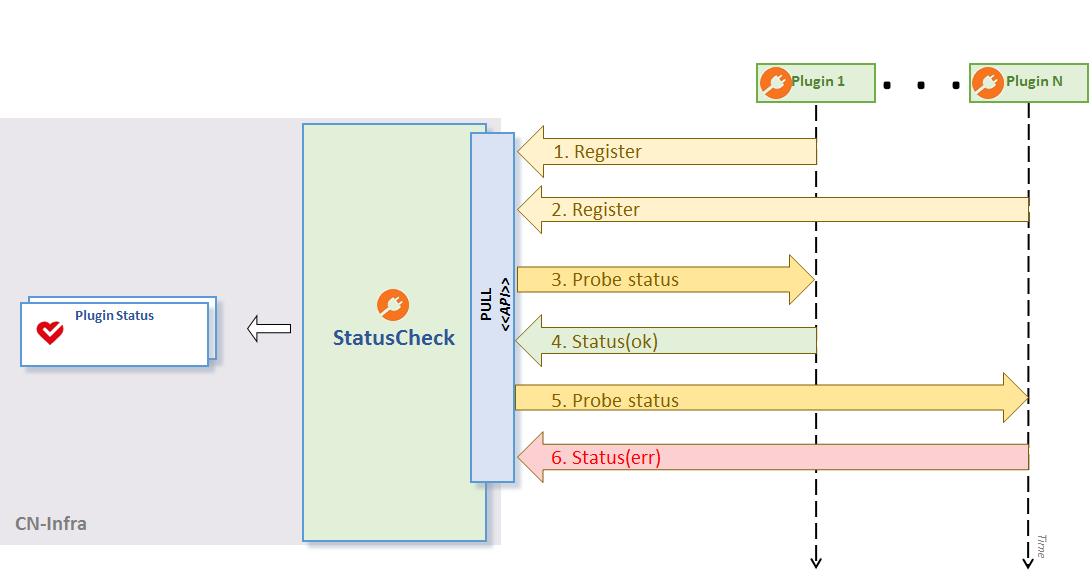 Plugin 1
Plugin N
1. Register
2. Register
3. Probe status
PULL
<<API>>
Plugin Status
StatusCheck
4. Status(ok)
5. Probe status
6. Status(err)
CN-Infra
Time